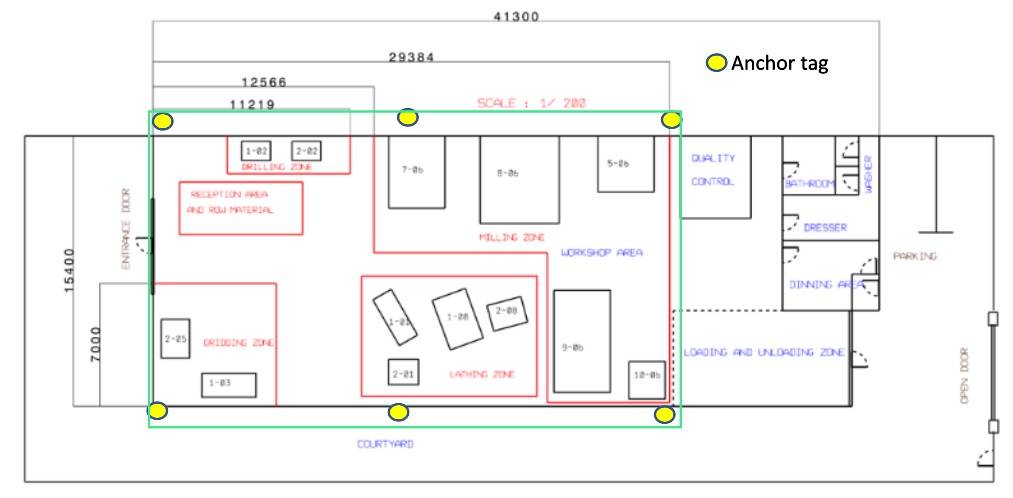 41300
29384
Anchor tag
12566
11219
SCALE : 1/ 200
1-02
2-02
DRILLING ZONE
7-06
8-06
5-06
QUALITY
CONTROL
BATHROOM
WASHER
RECEPTION AREA
AND ROW MATERIAL
ENTRANCE DOOR
MILLING ZONE
DRESSER
WORKSHOP AREA
PARKING
15400
DINNING AREA
7000
2-05
GRIDDING ZONE
1-03
1-08
2-08
2-01
LATHING ZONE
9-06
10-06
LOADING AND UNLOADING ZONE
OPEN DOOR
COURTYARD